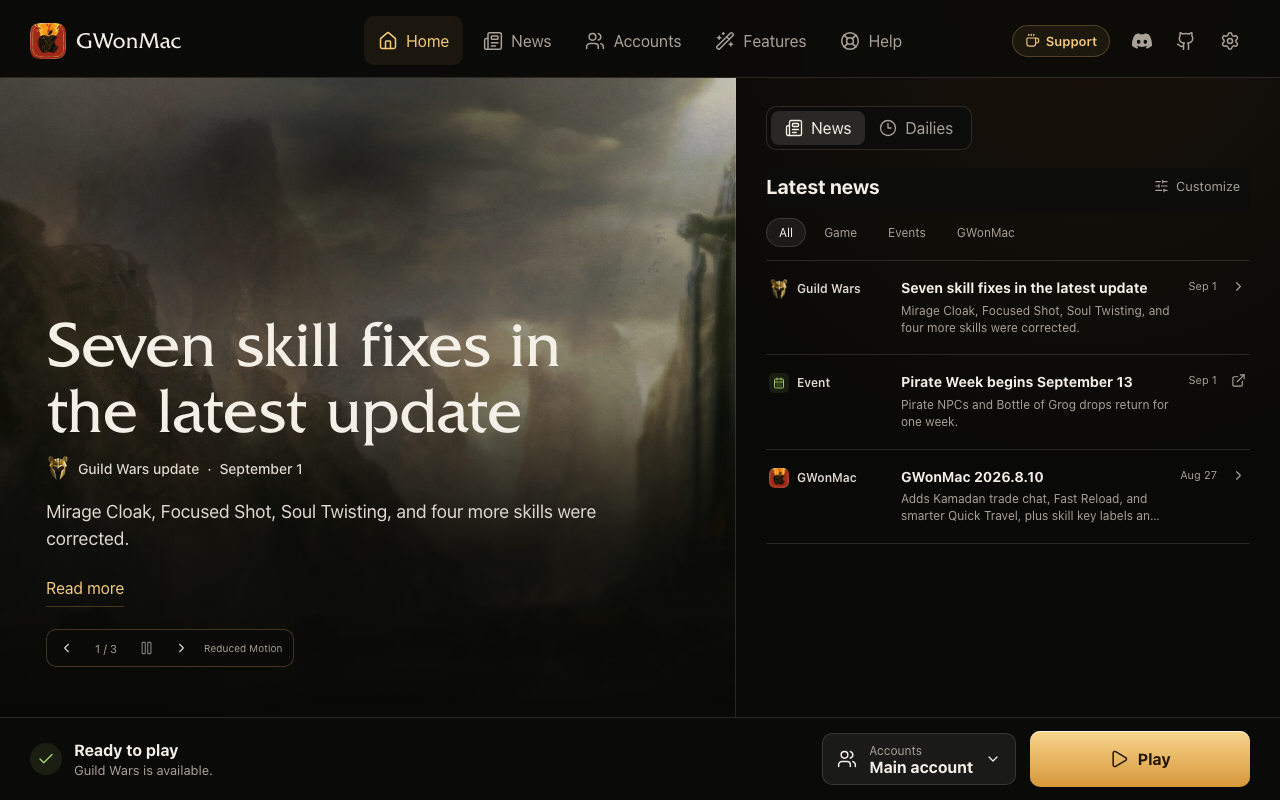 GWonMac
Home
News
Accounts
Features
Help
Support
Seven skill fixes in
the latest update
Guild Wars update · September 1
Mirage Cloak, Focused Shot, Soul Twisting, and four more skills were
corrected.
Read more
1 / 3
Reduced Motion
News
Dailies
Latest news
Customize
All
Game
Events
GWonMac
Guild Wars
Seven skill fixes in the latest update
Sep 1
Mirage Cloak, Focused Shot, Soul Twisting, and
four more skills were corrected.
Event
Pirate Week begins September 13
Sep 1
Pirate NPCs and Bottle of Grog drops return for
one week.
GWonMac
GWonMac 2026.8.10
Aug 27
Adds Kamadan trade chat, Fast Reload, and
smarter Quick Travel, plus skill key labels an...
Ready to play
Guild Wars is available.
Accounts
Main account
Play